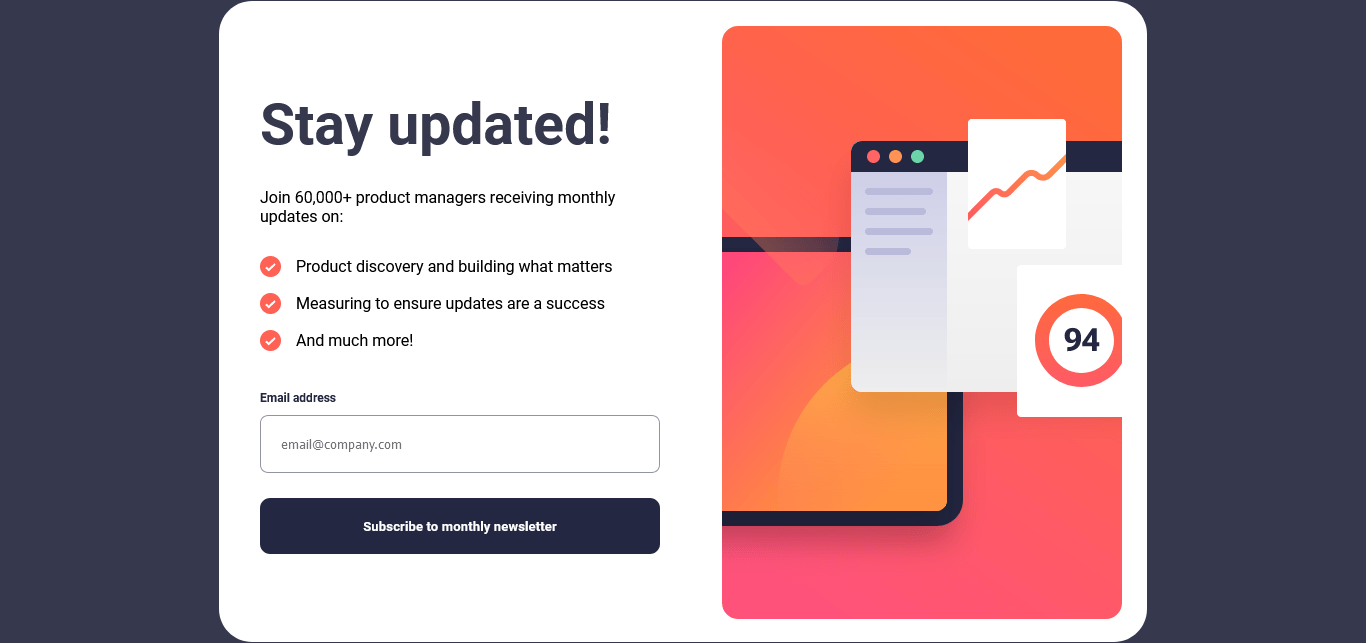 Stay updated!
Join 60,000+ product managers receiving monthly
updates on:
Product discovery and building what matters
Measuring to ensure updates are a success
And much more!
Email address
email@company.com
Subscribe to monthly newsletter
94